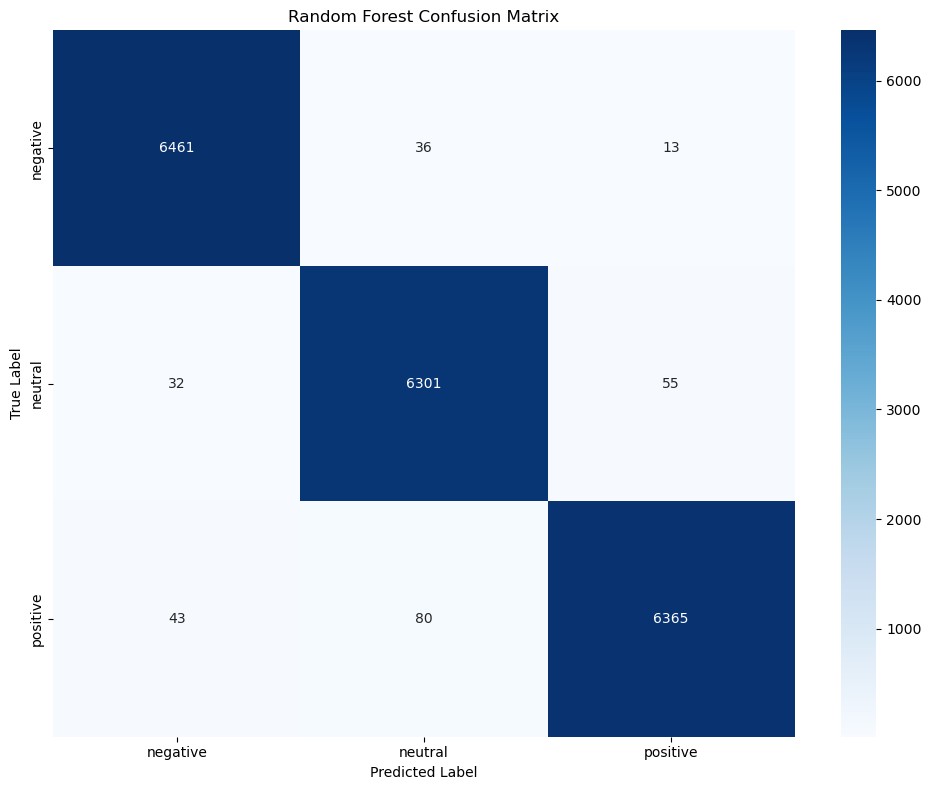 Random Forest Confusion Matrix
True Label
negative
6461 36 13
neutral
32 6301 55
positive
43 80 6365
negative neutral positive
Predicted Label
6000
5000
4000
3000
2000
1000